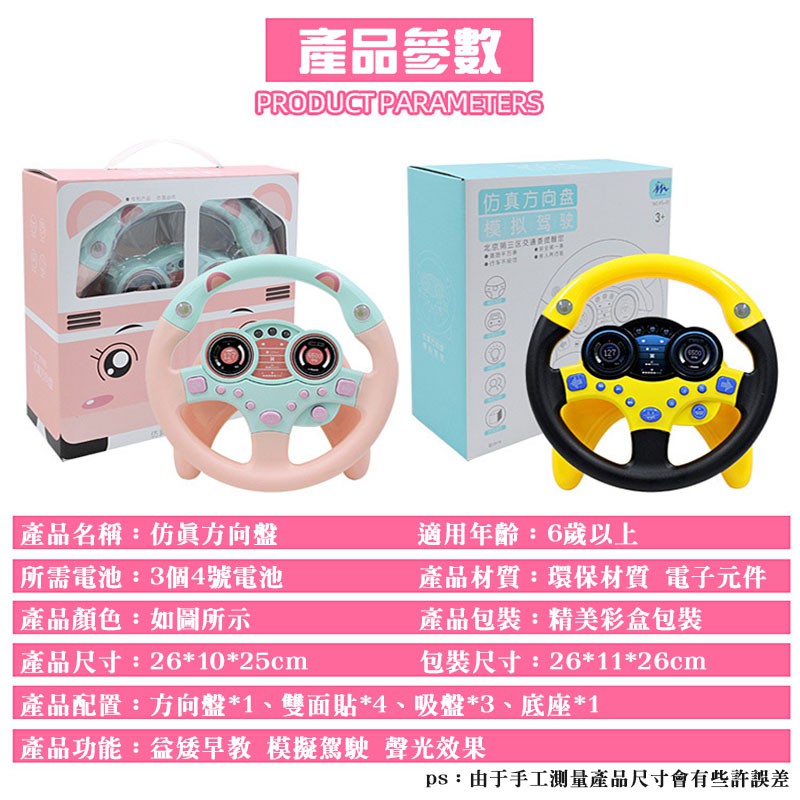 產品參數
PRODUCT PARAMETERS
仿真方向盘
模拟驾驶
3+
127
6500
127
6500
產品名稱：仿真方向盤
適用年齡：6歲以上
所需電池：3個4號電池
產品材質：環保材質 電子元件
產品顏色：如圖所示
產品包裝：精美彩盒包裝
產品尺寸：26*10*25cm
包裝尺寸：26*11*26cm
產品配置：方向盤*1、雙面貼*4、吸盤*3、底座*1
產品功能：益矮早教 模擬駕駛 聲光效果
ps：由于手工測量產品尺寸會有些許誤差